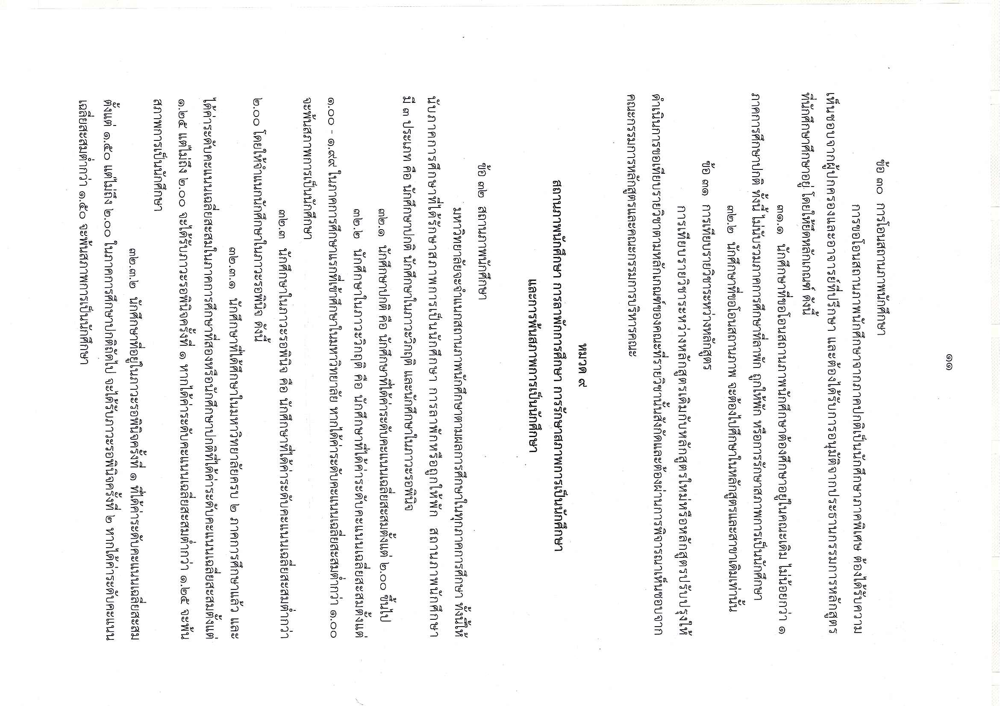 ๑๑
ข้อ ๓๐ การโอนสถานภาพนักศึกษา
การขอโอนสถานภาพนักศึกษาจากภาคปกติเป็นนักศึกษาภาคพิเศษ ต้องได้รับความ
เห็นชอบจากผู้ปกครองและอาจารย์ที่ปรึกษา และต้องได้รับการอนุมัติจากประธานกรรมการหลักสูตร
ที่นักศึกษาศึกษาอยู่ โดยให้ยึดหลักเกณฑ์ ดังนี้
๓๑.๑ นักศึกษาที่ขอโอนสถานภาพนักศึกษาต้องศึกษาอยู่ในคณะเดิม ไม่น้อยกว่า ๑
ภาคการศึกษาปกติ ทั้งนี้ ไม่นับรวมภาคการศึกษาที่ลาพัก ถูกให้พัก หรือการรักษาสภาพการเป็นนักศึกษา
๓๒.๒ นักศึกษาที่ขอโอนสถานภาพ จะต้องไปศึกษาในหลักสูตรและสาขาเดิมเท่านั้น
ข้อ ๓๑ การเทียบรายวิชาระหว่างหลักสูตร
การเทียบรายวิชาระหว่างหลักสูตรเดิมกับหลักสูตรใหม่หรือหลักสูตรปรับปรุงให้
ดำเนินการขอเทียบรายวิชาตามหลักเกณฑ์ของคณะที่รายวิชานั้นสังกัดและต้องผ่านการพิจารณาเห็นชอบจาก
คณะกรรมการหลักสูตรและคณะกรรมการบริหารคณะ
หมวด ๙
สถานภาพนักศึกษา การลาพักการศึกษา การรักษาสภาพการเป็นนักศึกษา
และการพ้นสภาพการเป็นนักศึกษา
ข้อ ๓๒ สถานภาพนักศึกษา
มหาวิทยาลัยจะจำแนกสถานภาพนักศึกษาตามผลการศึกษาในทุกภาคการศึกษา ทั้งนี้ให้
นับภาคการศึกษาที่ได้รักษาสภาพการเป็นนักศึกษา การลาพักหรือถูกให้พัก สถานภาพนักศึกษา
มี ๓ ประเภท คือ นักศึกษาปกติ นักศึกษาในภาวะวิกฤติ และนักศึกษาในภาวะรอพินิจ
๓๒.๑ นักศึกษาปกติ คือ นักศึกษาที่ได้ค่าระดับคะแนนเฉลี่ยสะสมตั้งแต่ ๒.๐๐ ขึ้นไป
๓๒.๒ นักศึกษาในภาวะวิกฤติ คือ นักศึกษาที่ได้ค่าระดับคะแนนเฉลี่ยสะสมตั้งแต่
๑.๐๐ - ๑.๙๙ ในภาคการศึกษาแรกที่เข้าศึกษาในมหาวิทยาลัย หากได้ค่าระดับคะแนนเฉลี่ยสะสมต่ำกว่า ๑.๐๐
จะพ้นสภาพการเป็นนักศึกษา
๓๒.๓ นักศึกษาในภาวะรอพินิจ คือ นักศึกษาที่ได้ค่าระดับคะแนนเฉลี่ยสะสมต่ำกว่า
๒.๐๐ โดยให้จำแนกนักศึกษาในภาวะรอพินิจ ดังนี้
๓๒.๓.๑ นักศึกษาที่ได้ศึกษาในมหาวิทยาลัยครบ ๒ ภาคการศึกษาแล้ว และ
ได้ค่าระดับคะแนนเฉลี่ยสะสมในภาคการศึกษาที่สองหรือนักศึกษาปกติที่ได้ค่าระดับคะแนนเฉลี่ยสะสมตั้งแต่
๑.๒๕ แต่ไม่ถึง ๒.๐๐ จะได้รับภาวะรอพินิจครั้งที่ ๑ หากได้ค่าระดับคะแนนเฉลี่ยสะสมต่ำกว่า ๑.๒๕ จะพ้น
สภาพการเป็นนักศึกษา
๓๒.๓.๒ นักศึกษาที่อยู่ในภาวะรอพินิจครั้งที่ ๑ ที่ได้ค่าระดับคะแนนเฉลี่ยสะสม
ตั้งแต่ ๑.๕๐ แต่ไม่ถึง ๒.๐๐ ในภาคการศึกษาปกติถัดไป จะได้รับภาวะรอพินิจครั้งที่ ๒ หากได้ค่าระดับคะแนน
เฉลี่ยสะสมต่ำกว่า ๑.๕๐ จะพ้นสภาพการเป็นนักศึกษา